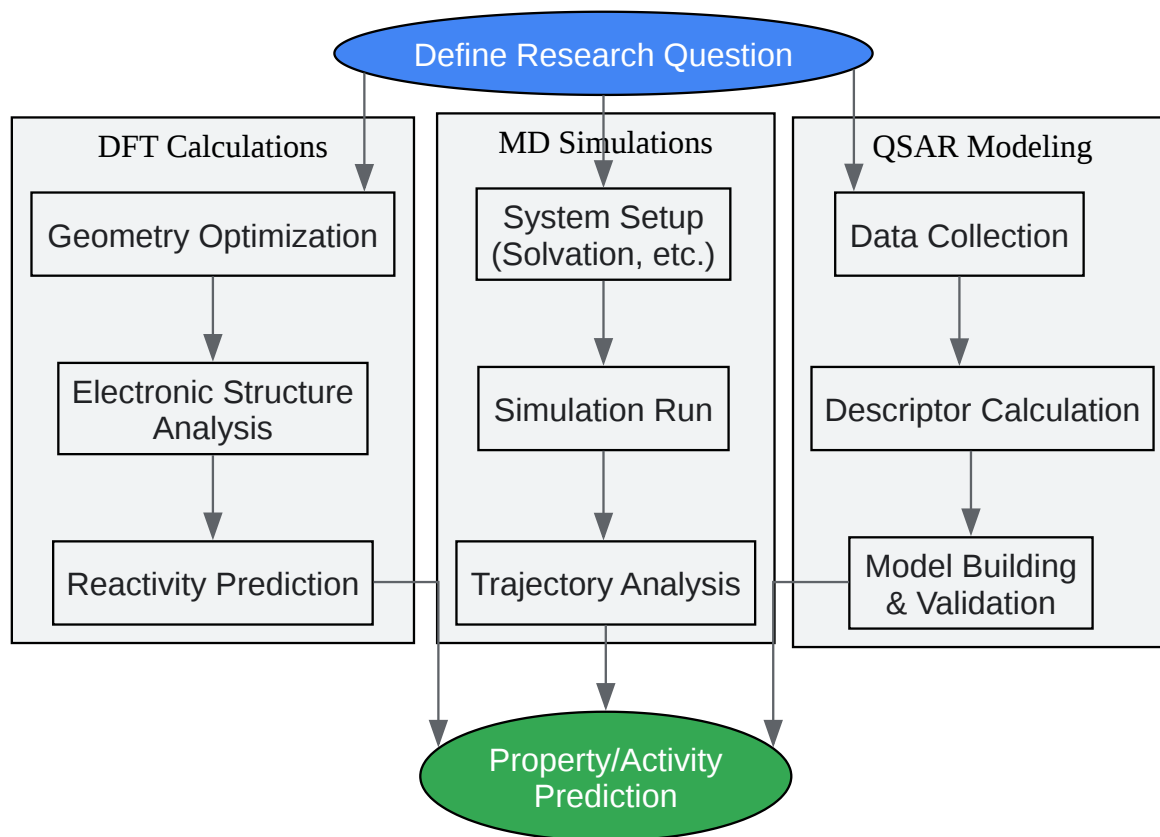 Define Research Question
DFT Calculations
Geometry Optimization
Electronic Structure
Analysis
Reactivity Prediction
MD Simulations
System Setup
(Solvation, etc.)
Simulation Run
Trajectory Analysis
QSAR Modeling
Data Collection
Descriptor Calculation
Model Building
& Validation
Property/Activity
Prediction